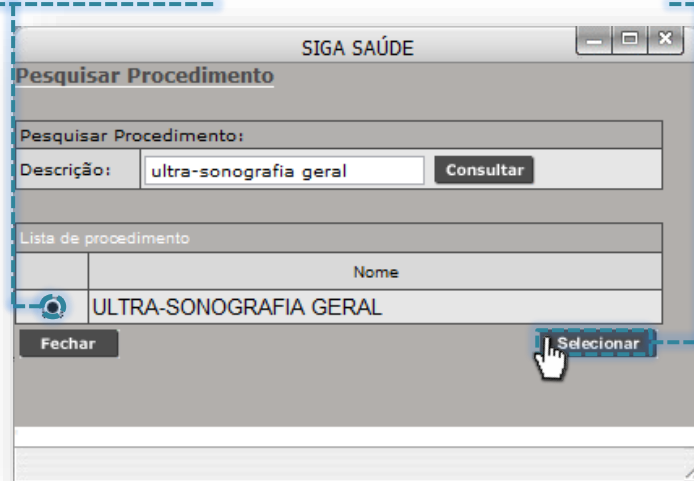 SIGA SAÚDE
Pesquisar Procedimento
Pesquisar Procedimento:
Descrição: ultra-sonografia geral Consultar
Lista de procedimento
Nome
ULTRA-SONOGRAFIA GERAL
Fechar Selecionar